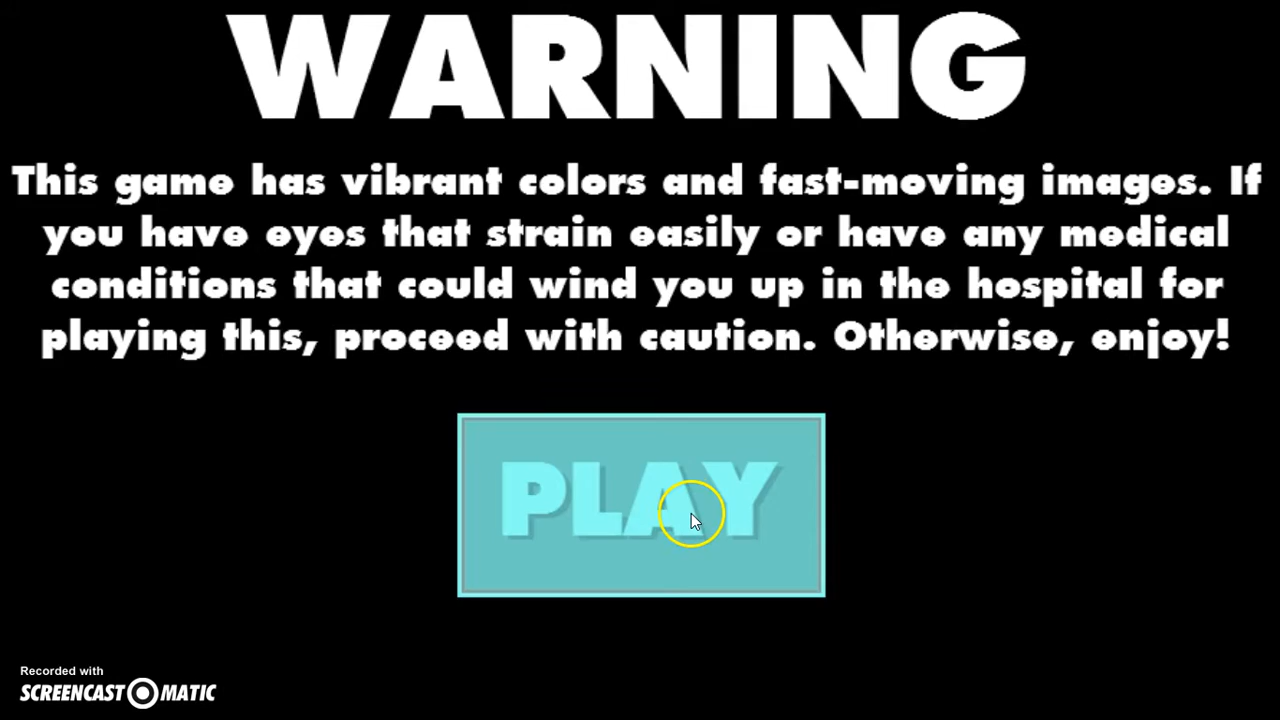 WARNING
This game has vibrant colors and fast-moving images. If
you have eyes that strain easily or have any medical
conditions that could wind you up in the hospital for
playing this, proceed with caution. Otherwise, enjoy!
PLAY
Recorded with
SCREENCAST MATIC